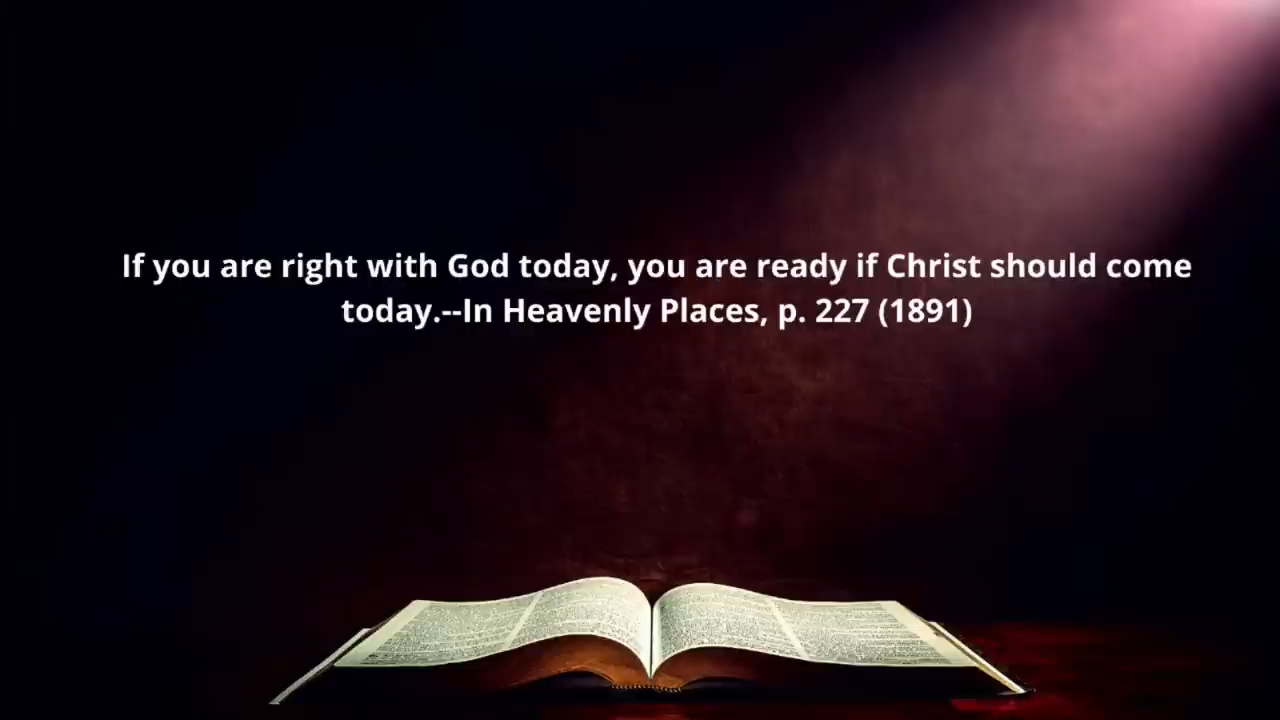 If you are right with God today, you are ready if Christ should come
today.--In Heavenly Places, p. 227 (1891)